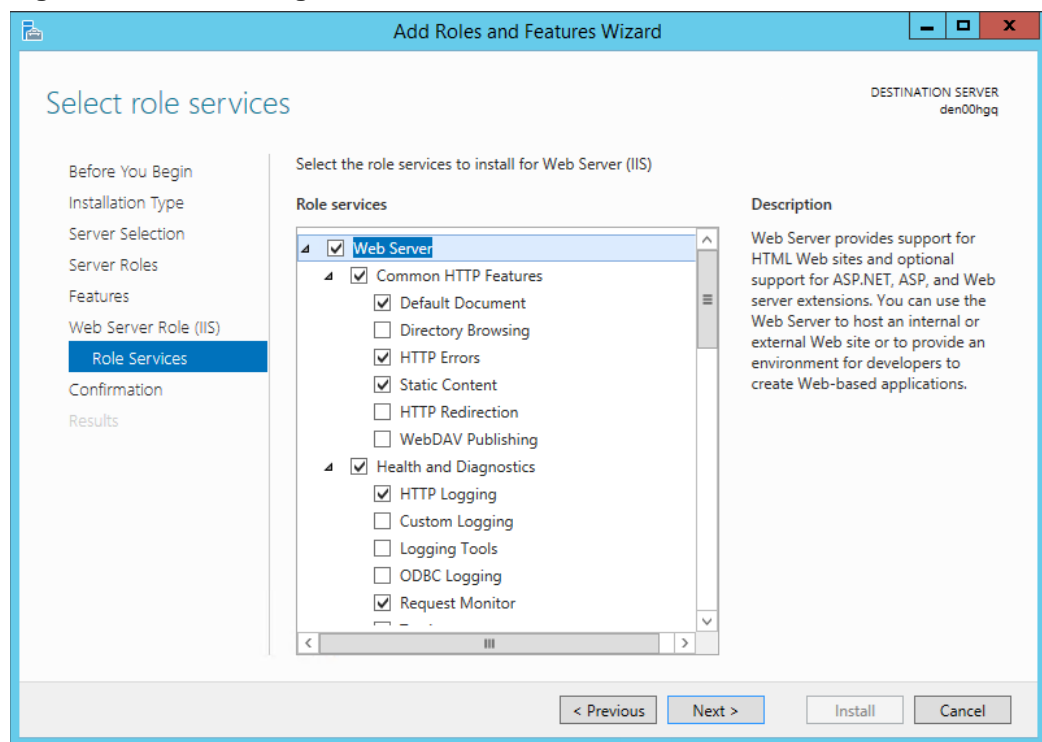 Add Roles and Features Wizard
Select role services
DESTINATION SERVER
den00hgq
Before You Begin
Installation Type
Server Selection
Server Roles
Features
Web Server Role (IIS)
Role Services
Confirmation
Results
Select the role services to install for Web Server (IIS)
Role services
Web Server
Common HTTP Features
Default Document
Directory Browsing
HTTP Errors
Static Content
HTTP Redirection
WebDAV Publishing
Health and Diagnostics
HTTP Logging
Custom Logging
Logging Tools
ODBC Logging
Request Monitor
Description
Web Server provides support for
HTML Web sites and optional
support for ASP.NET, ASP, and Web
server extensions. You can use the
Web Server to host an internal or
external Web site or to provide an
environment for developers to
create Web-based applications.
< Previous
Next >
Install
Cancel